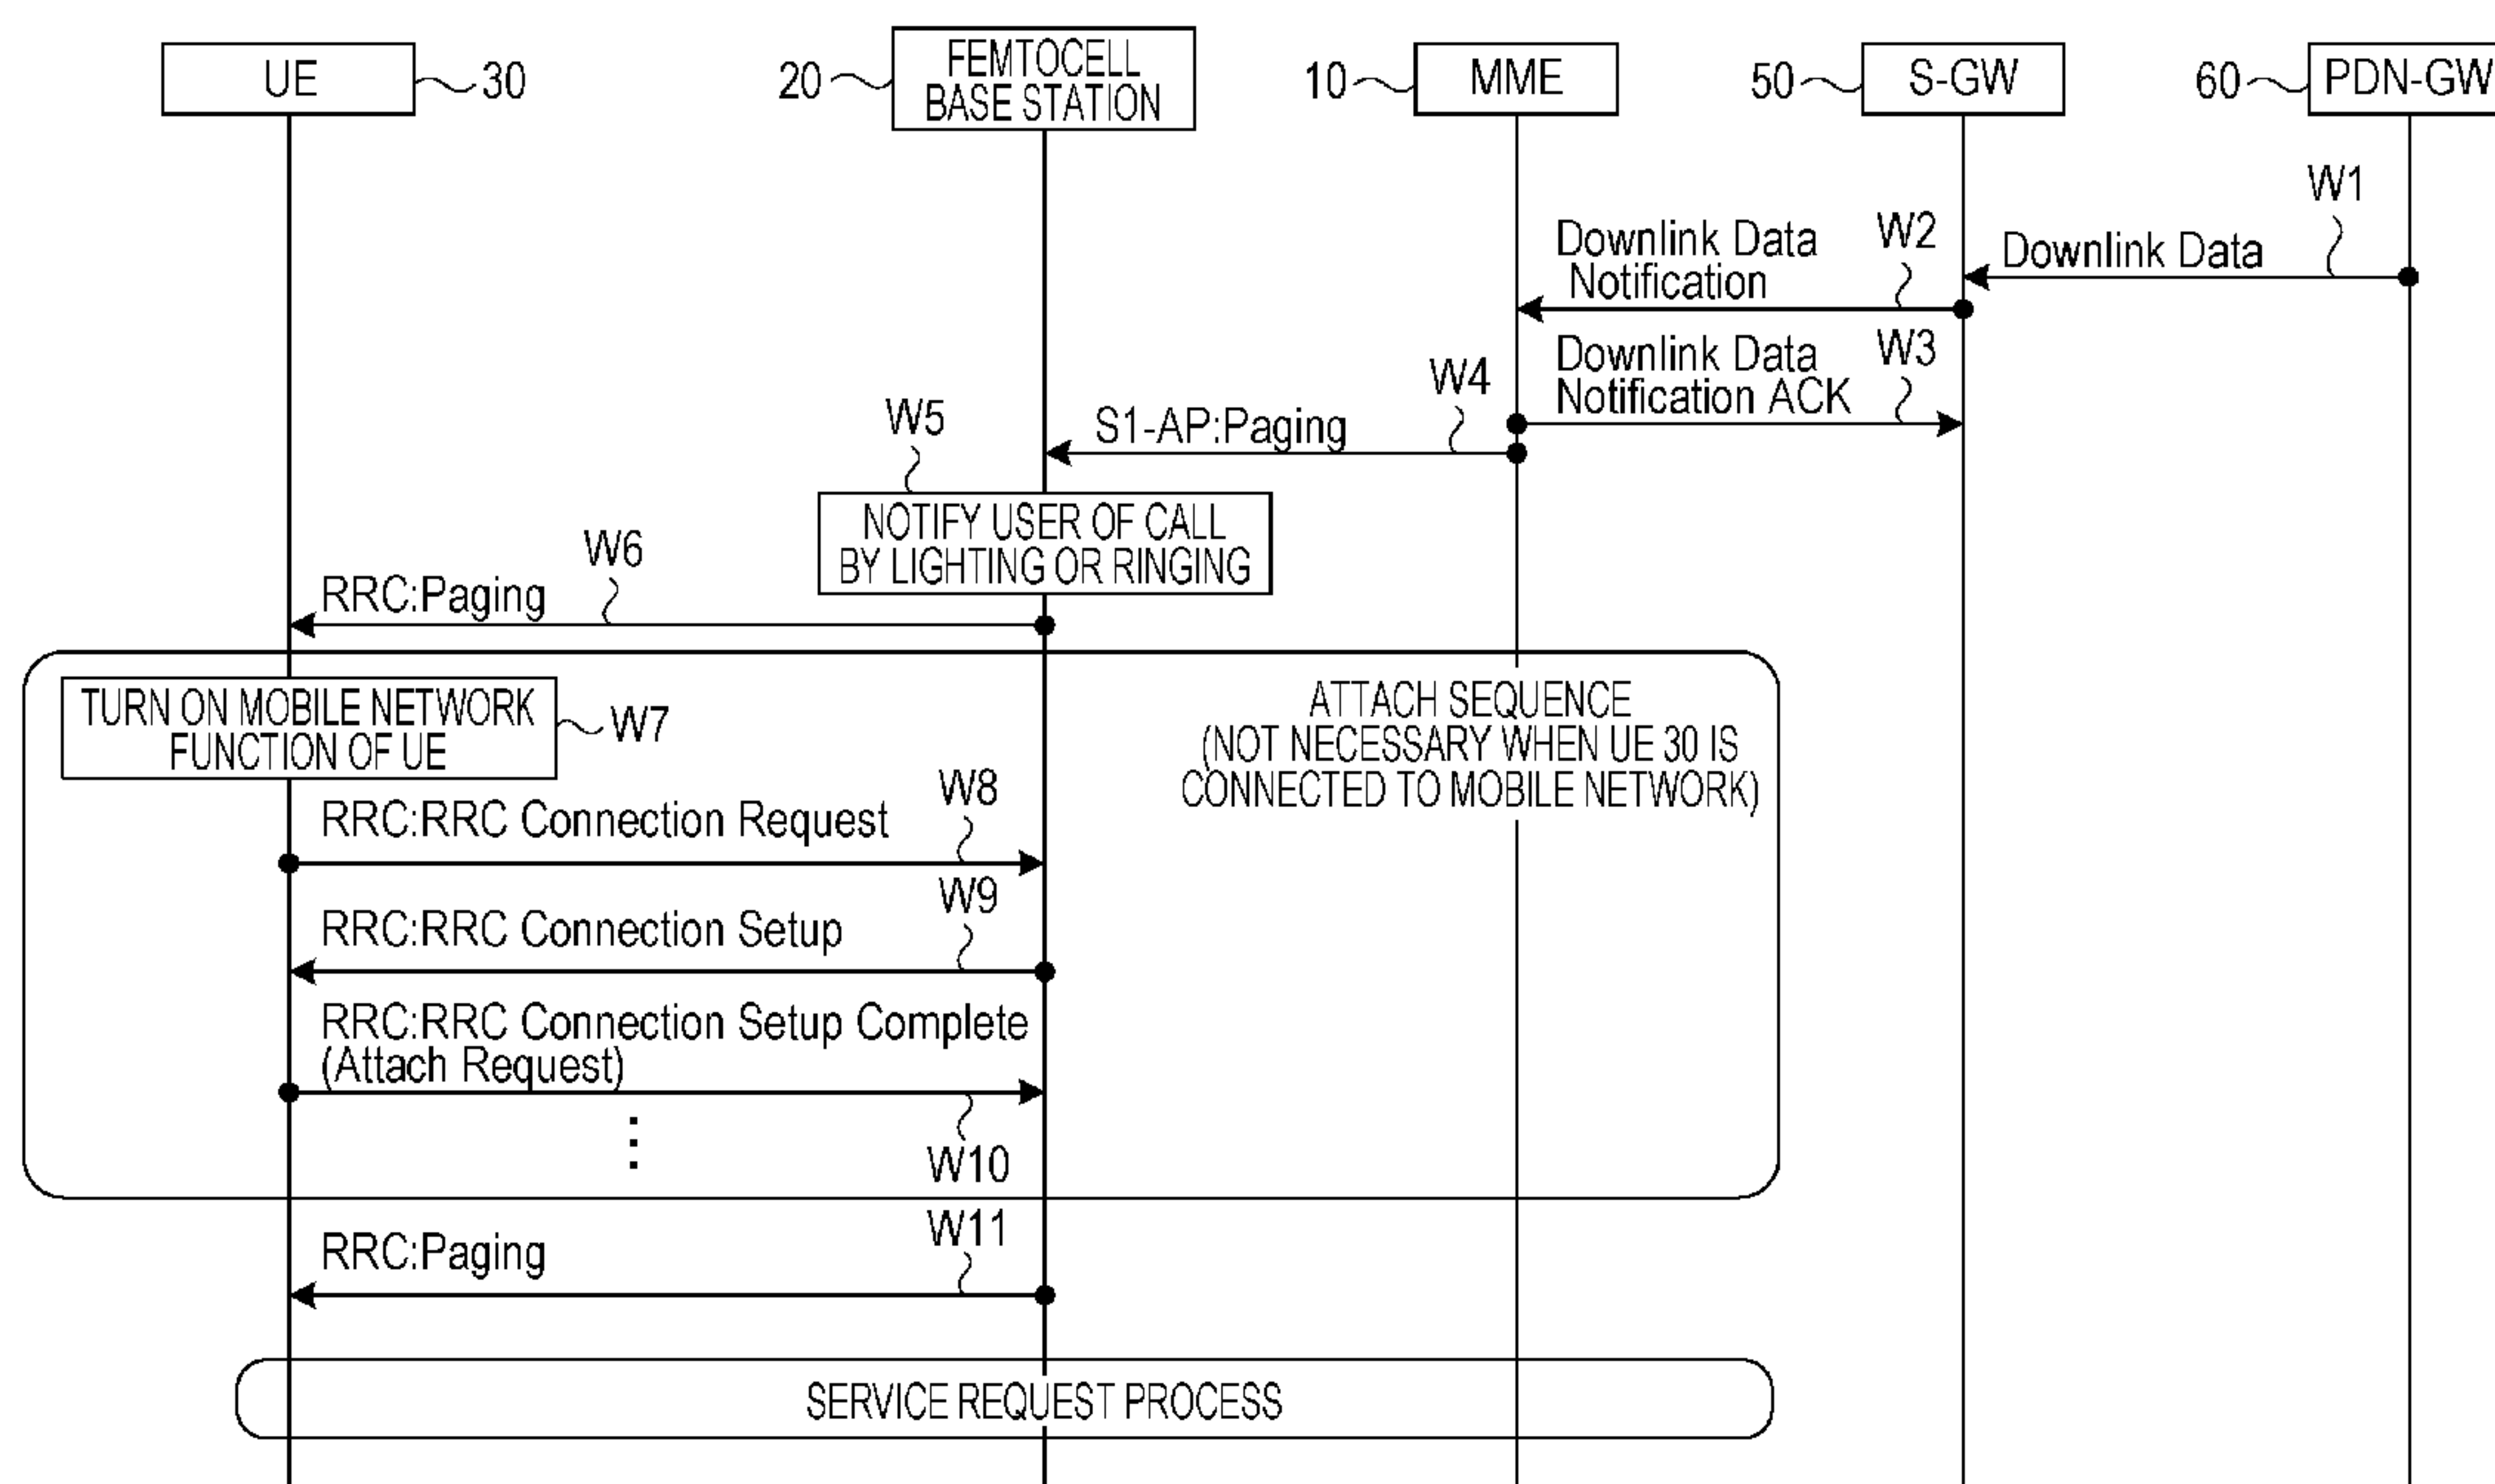 UE
30
20
FEMTOCELL
BASE STATION
10
MME
50
S-GW
60
PDN-GW
W1
Downlink Data
W2
Downlink Data
Notification
W3
Downlink Data
Notification ACK
W4
S1-AP:Paging
W5
NOTIFY USER OF CALL
BY LIGHTING OR RINGING
W6
RRC:Paging
TURN ON MOBILE NETWORK
FUNCTION OF UE
W7
ATTACH SEQUENCE
(NOT NECESSARY WHEN UE 30 IS
CONNECTED TO MOBILE NETWORK)
W8
RRC:RRC Connection Request
W9
RRC:RRC Connection Setup
RRC:RRC Connection Setup Complete
(Attach Request)
W10
W11
RRC:Paging
SERVICE REQUEST PROCESS